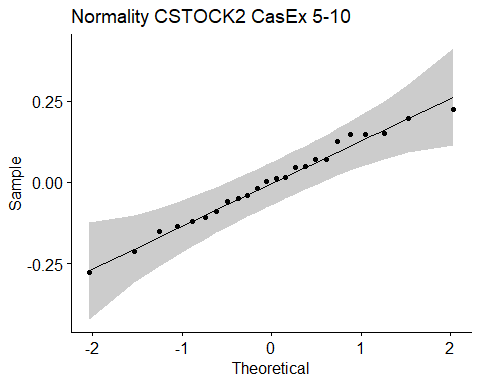 Normality CSTOCK2 CasEx 5-10
0.25
0.00
-0.25
Sample
-2 -1 0 1 2
Theoretical